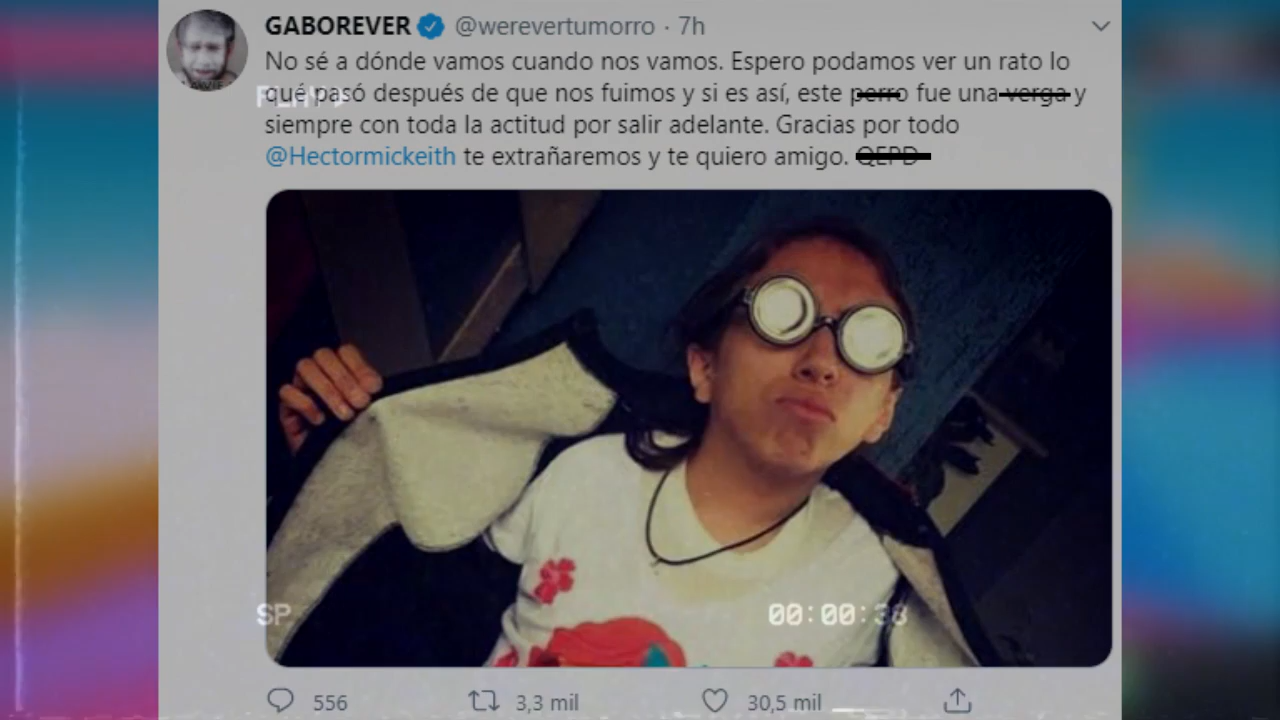 GABOREVER @werevertumorro · 7h
No sé a dónde vamos cuando nos vamos. Espero podamos ver un rato lo
qué pasó después de que nos fuimos y si es así, este perro fue una verga y
siempre con toda la actitud por salir adelante. Gracias por todo
@Hectormickeith te extrañaremos y te quiero amigo. QEPD
PLAY
SP 00:00:38
556 3,3 mil 30,5 mil